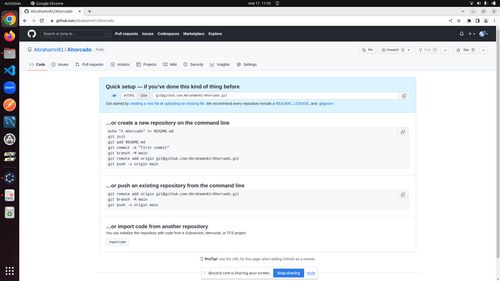 Activities
Google Chrome
ene 17 11:35
Abrahamn81/Ahorcado
github.com/Abrahamn81/Ahorcado
Search or jump to...
Pull requests Issues Codespaces Marketplace Explore
Abrahamn81 / Ahorcado Public
Pin Unwatch 1 Fork 0 Star 0
Code Issues Pull requests Actions Projects Wiki Security Insights Settings
Quick setup — if you've done this kind of thing before
or HTTPS SSH git@github.com:Abrahamn81/Ahorcado.git
Get started by creating a new file or uploading an existing file. We recommend every repository include a README, LICENSE, and .gitignore.
...or create a new repository on the command line
echo "# Ahorcado" >> README.md
git init
git add README.md
git commit -m "first commit"
git branch -M main
git remote add origin git@github.com:Abrahamn81/Ahorcado.git
git push -u origin main
...or push an existing repository from the command line
git remote add origin git@github.com:Abrahamn81/Ahorcado.git
git branch -M main
git push -u origin main
...or import code from another repository
You can initialize this repository with code from a Subversion, Mercurial, or TFS project.
Import code
ProTip! Use the URL for this page when adding GitHub as a remote.
discord.com is sharing your screen.
Stop sharing
Hide